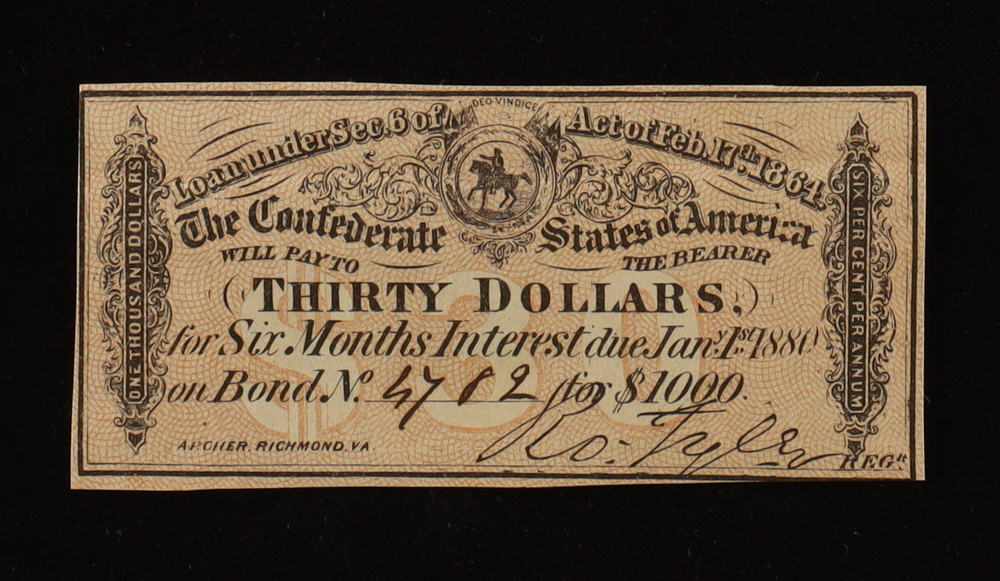 DEO VINDICE
Loan under Sec. 6 of Act of Feb. 17th 1864.
The Confederate States of America
WILL PAY TO THE BEARER
$30
(THIRTY DOLLARS,)
for Six Months Interest due Jany. 1st 1880
on Bond No. 4782 for $1000.
Ro. Tyler
ARCHER, RICHMOND, VA. REGR
ONE THOUSAND DOLLARS
SIX PER CENT. PER ANNUM